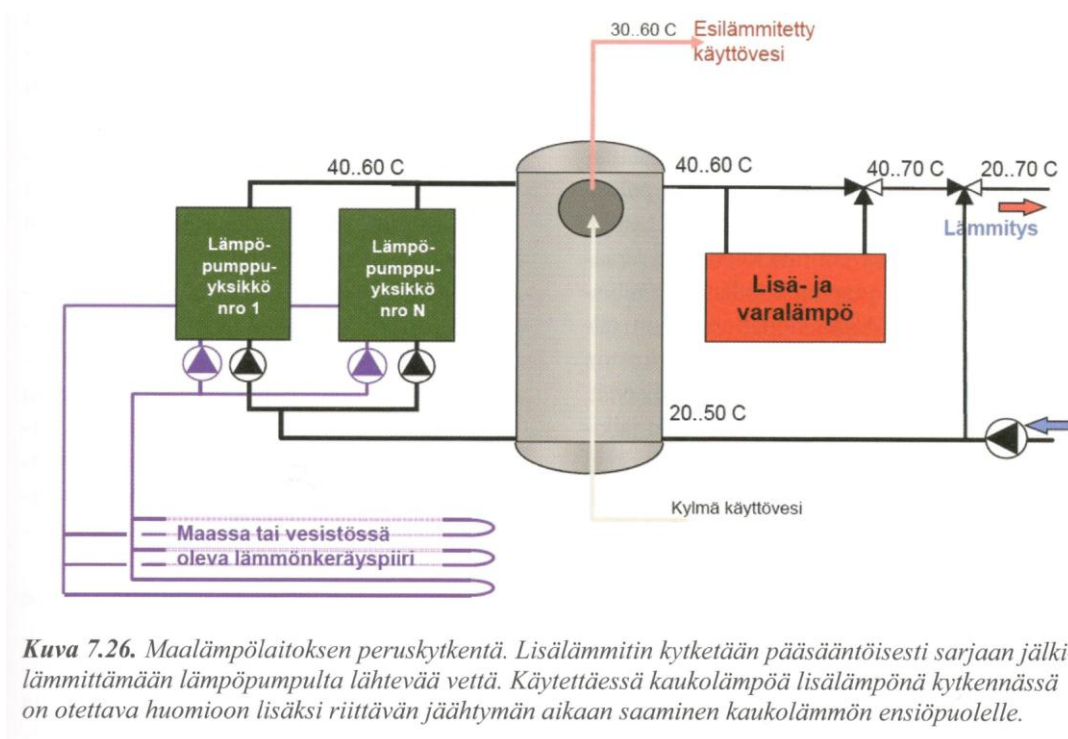 30..60 C Esilämmitetty
käyttövesi
40..60 C
40..60 C
40..70 C
20..70 C
Lämmitys
Lämpö-
pumppu-
yksikkö
nro 1
Lämpö-
pumppu-
yksikkö
nro N
Lisä- ja
varalämpö
20..50 C
Kylmä käyttövesi
Maassa tai vesistössä
oleva lämmönkeräyspiiri
Kuva 7.26. Maalämpölaitoksen peruskytkentä. Lisälämmitin kytketään pääsääntöisesti sarjaan jälki
lämmittämään lämpöpumpulta lähtevää vettä. Käytettäessä kaukolämpöä lisälämpönä kytkennässä
on otettava huomioon lisäksi riittävän jäähtymän aikaan saaminen kaukolämmön ensiöpuolelle.